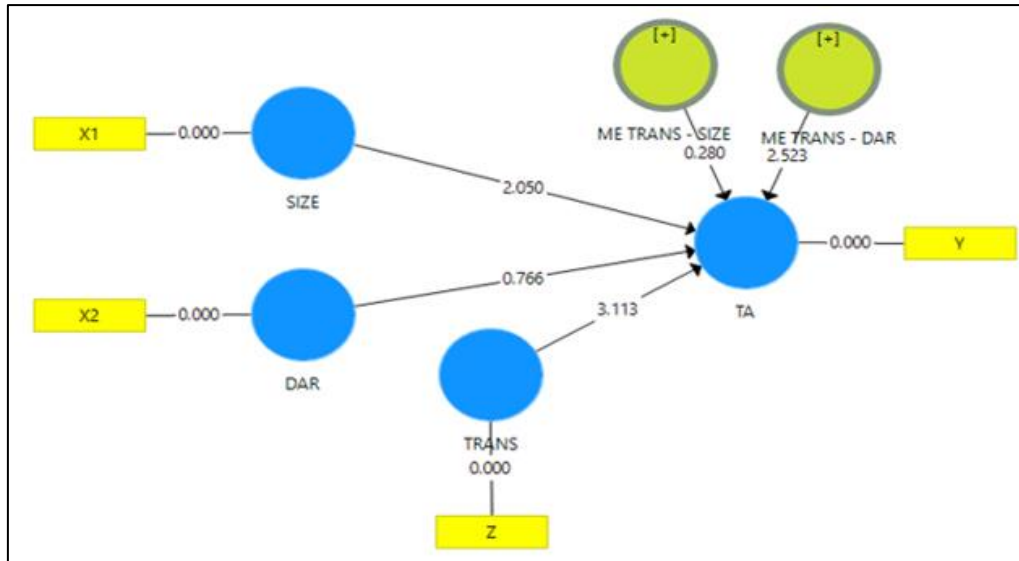 [+]
[+]
X1
0.000
SIZE
ME TRANS - SIZE
0.280
ME TRANS - DAR
2.523
2.050
0.000
Y
TA
X2
0.000
DAR
0.766
3.113
TRANS
0.000
Z